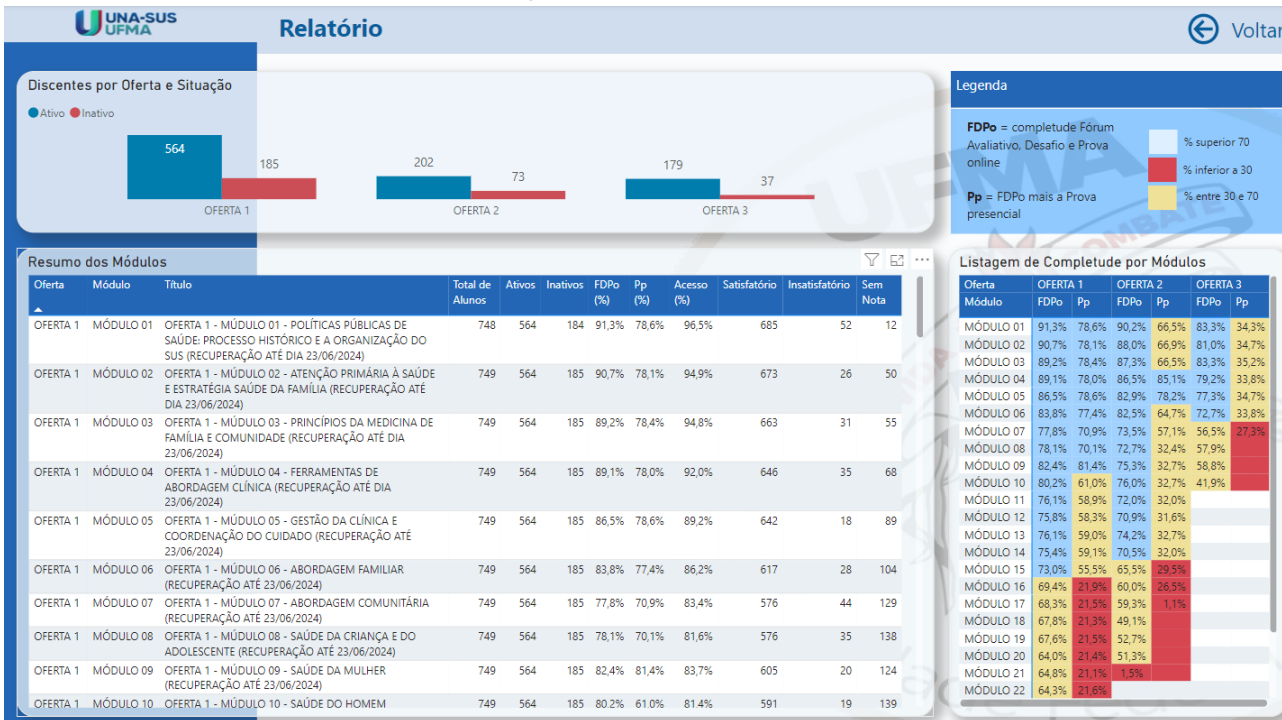 UNA-SUS
UFMA
Relatório
Voltar
Discentes por Oferta e Situação
Ativo Inativo
564
185
202
73
179
37
OFERTA 1
OFERTA 2
OFERTA 3
Legenda
FDPo = completude Fórum
Avaliativo, Desafio e Prova
online
Pp = FDPo mais a Prova
presencial
% superior 70
% inferior a 30
% entre 30 e 70
Resumo dos Módulos
Oferta Módulo Título Total de Alunos Ativos Inativos FDPo (%) Pp (%) Acesso (%) Satisfatório Insatisfatório Sem Nota
OFERTA 1 MÓDULO 01 OFERTA 1 - MÚDULO 01 - POLÍTICAS PÚBLICAS DE 748 564 184 91,3% 78,6% 96,5% 685 52 12
SAÚDE: PROCESSO HISTÓRICO E A ORGANIZAÇÃO DO
SUS (RECUPERAÇÃO ATÉ DIA 23/06/2024)
OFERTA 1 MÓDULO 02 OFERTA 1 - MÚDULO 02 - ATENÇÃO PRIMÁRIA À SAÚDE 749 564 185 90,7% 78,1% 94,9% 673 26 50
E ESTRATÉGIA SAÚDE DA FAMÍLIA (RECUPERAÇÃO ATÉ
DIA 23/06/2024)
OFERTA 1 MÓDULO 03 OFERTA 1 - MÚDULO 03 - PRINCÍPIOS DA MEDICINA DE 749 564 185 89,2% 78,4% 94,8% 663 31 55
FAMÍLIA E COMUNIDADE (RECUPERAÇÃO ATÉ DIA
23/06/2024)
OFERTA 1 MÓDULO 04 OFERTA 1 - MÚDULO 04 - FERRAMENTAS DE 749 564 185 89,1% 78,0% 92,0% 646 35 68
ABORDAGEM CLÍNICA (RECUPERAÇÃO ATÉ DIA
23/06/2024)
OFERTA 1 MÓDULO 05 OFERTA 1 - MÚDULO 05 - GESTÃO DA CLÍNICA E 749 564 185 86,5% 78,6% 89,2% 642 18 89
COORDENAÇÃO DO CUIDADO (RECUPERAÇÃO ATÉ
23/06/2024)
OFERTA 1 MÓDULO 06 OFERTA 1 - MÚDULO 06 - ABORDAGEM FAMILIAR 749 564 185 83,8% 77,4% 86,2% 617 28 104
(RECUPERAÇÃO ATÉ 23/06/2024)
OFERTA 1 MÓDULO 07 OFERTA 1 - MÚDULO 07 - ABORDAGEM COMUNITÁRIA 749 564 185 77,8% 70,9% 83,4% 576 44 129
(RECUPERAÇÃO ATÉ 23/06/2024)
OFERTA 1 MÓDULO 08 OFERTA 1 - MÚDULO 08 - SAÚDE DA CRIANÇA E DO 749 564 185 78,1% 70,1% 81,6% 576 35 138
ADOLESCENTE (RECUPERAÇÃO ATÉ 23/06/2024)
OFERTA 1 MÓDULO 09 OFERTA 1 - MÚDULO 09 - SAÚDE DA MULHER 749 564 185 82,4% 81,4% 83,7% 605 20 124
(RECUPERAÇÃO ATÉ 23/06/2024)
OFERTA 1 MÓDULO 10 OFERTA 1 - MÚDULO 10 - SAÚDE DO HOMEM 749 564 185 80,2% 61,0% 81,4% 591 19 139
Listagem de Completude por Módulos
Oferta OFERTA 1 OFERTA 2 OFERTA 3
Módulo FDPo Pp FDPo Pp FDPo Pp
MÓDULO 01 91,3% 78,6% 90,2% 66,5% 83,3% 34,3%
MÓDULO 02 90,7% 78,1% 88,0% 66,9% 81,0% 34,7%
MÓDULO 03 89,2% 78,4% 87,3% 66,5% 83,3% 35,2%
MÓDULO 04 89,1% 78,0% 86,5% 85,1% 79,2% 33,8%
MÓDULO 05 86,5% 78,6% 82,9% 78,2% 77,3% 34,7%
MÓDULO 06 83,8% 77,4% 82,5% 64,7% 72,7% 33,8%
MÓDULO 07 77,8% 70,9% 73,5% 57,1% 56,5% 27,3%
MÓDULO 08 78,1% 70,1% 72,7% 32,4% 57,9%
MÓDULO 09 82,4% 81,4% 75,3% 32,7% 58,8%
MÓDULO 10 80,2% 61,0% 76,0% 32,7% 41,9%
MÓDULO 11 76,1% 58,9% 72,0% 32,0%
MÓDULO 12 75,8% 58,3% 70,9% 31,6%
MÓDULO 13 76,1% 59,0% 74,2% 32,7%
MÓDULO 14 75,4% 59,1% 70,5% 32,0%
MÓDULO 15 73,0% 55,5% 65,5% 29,5%
MÓDULO 16 69,4% 21,9% 60,0% 26,5%
MÓDULO 17 68,3% 21,5% 59,3% 1,1%
MÓDULO 18 67,8% 21,3% 49,1%
MÓDULO 19 67,6% 21,5% 52,7%
MÓDULO 20 64,0% 21,4% 51,3%
MÓDULO 21 64,8% 21,1% 1,5%
MÓDULO 22 64,3% 21,6%
UFMA
COMBATE